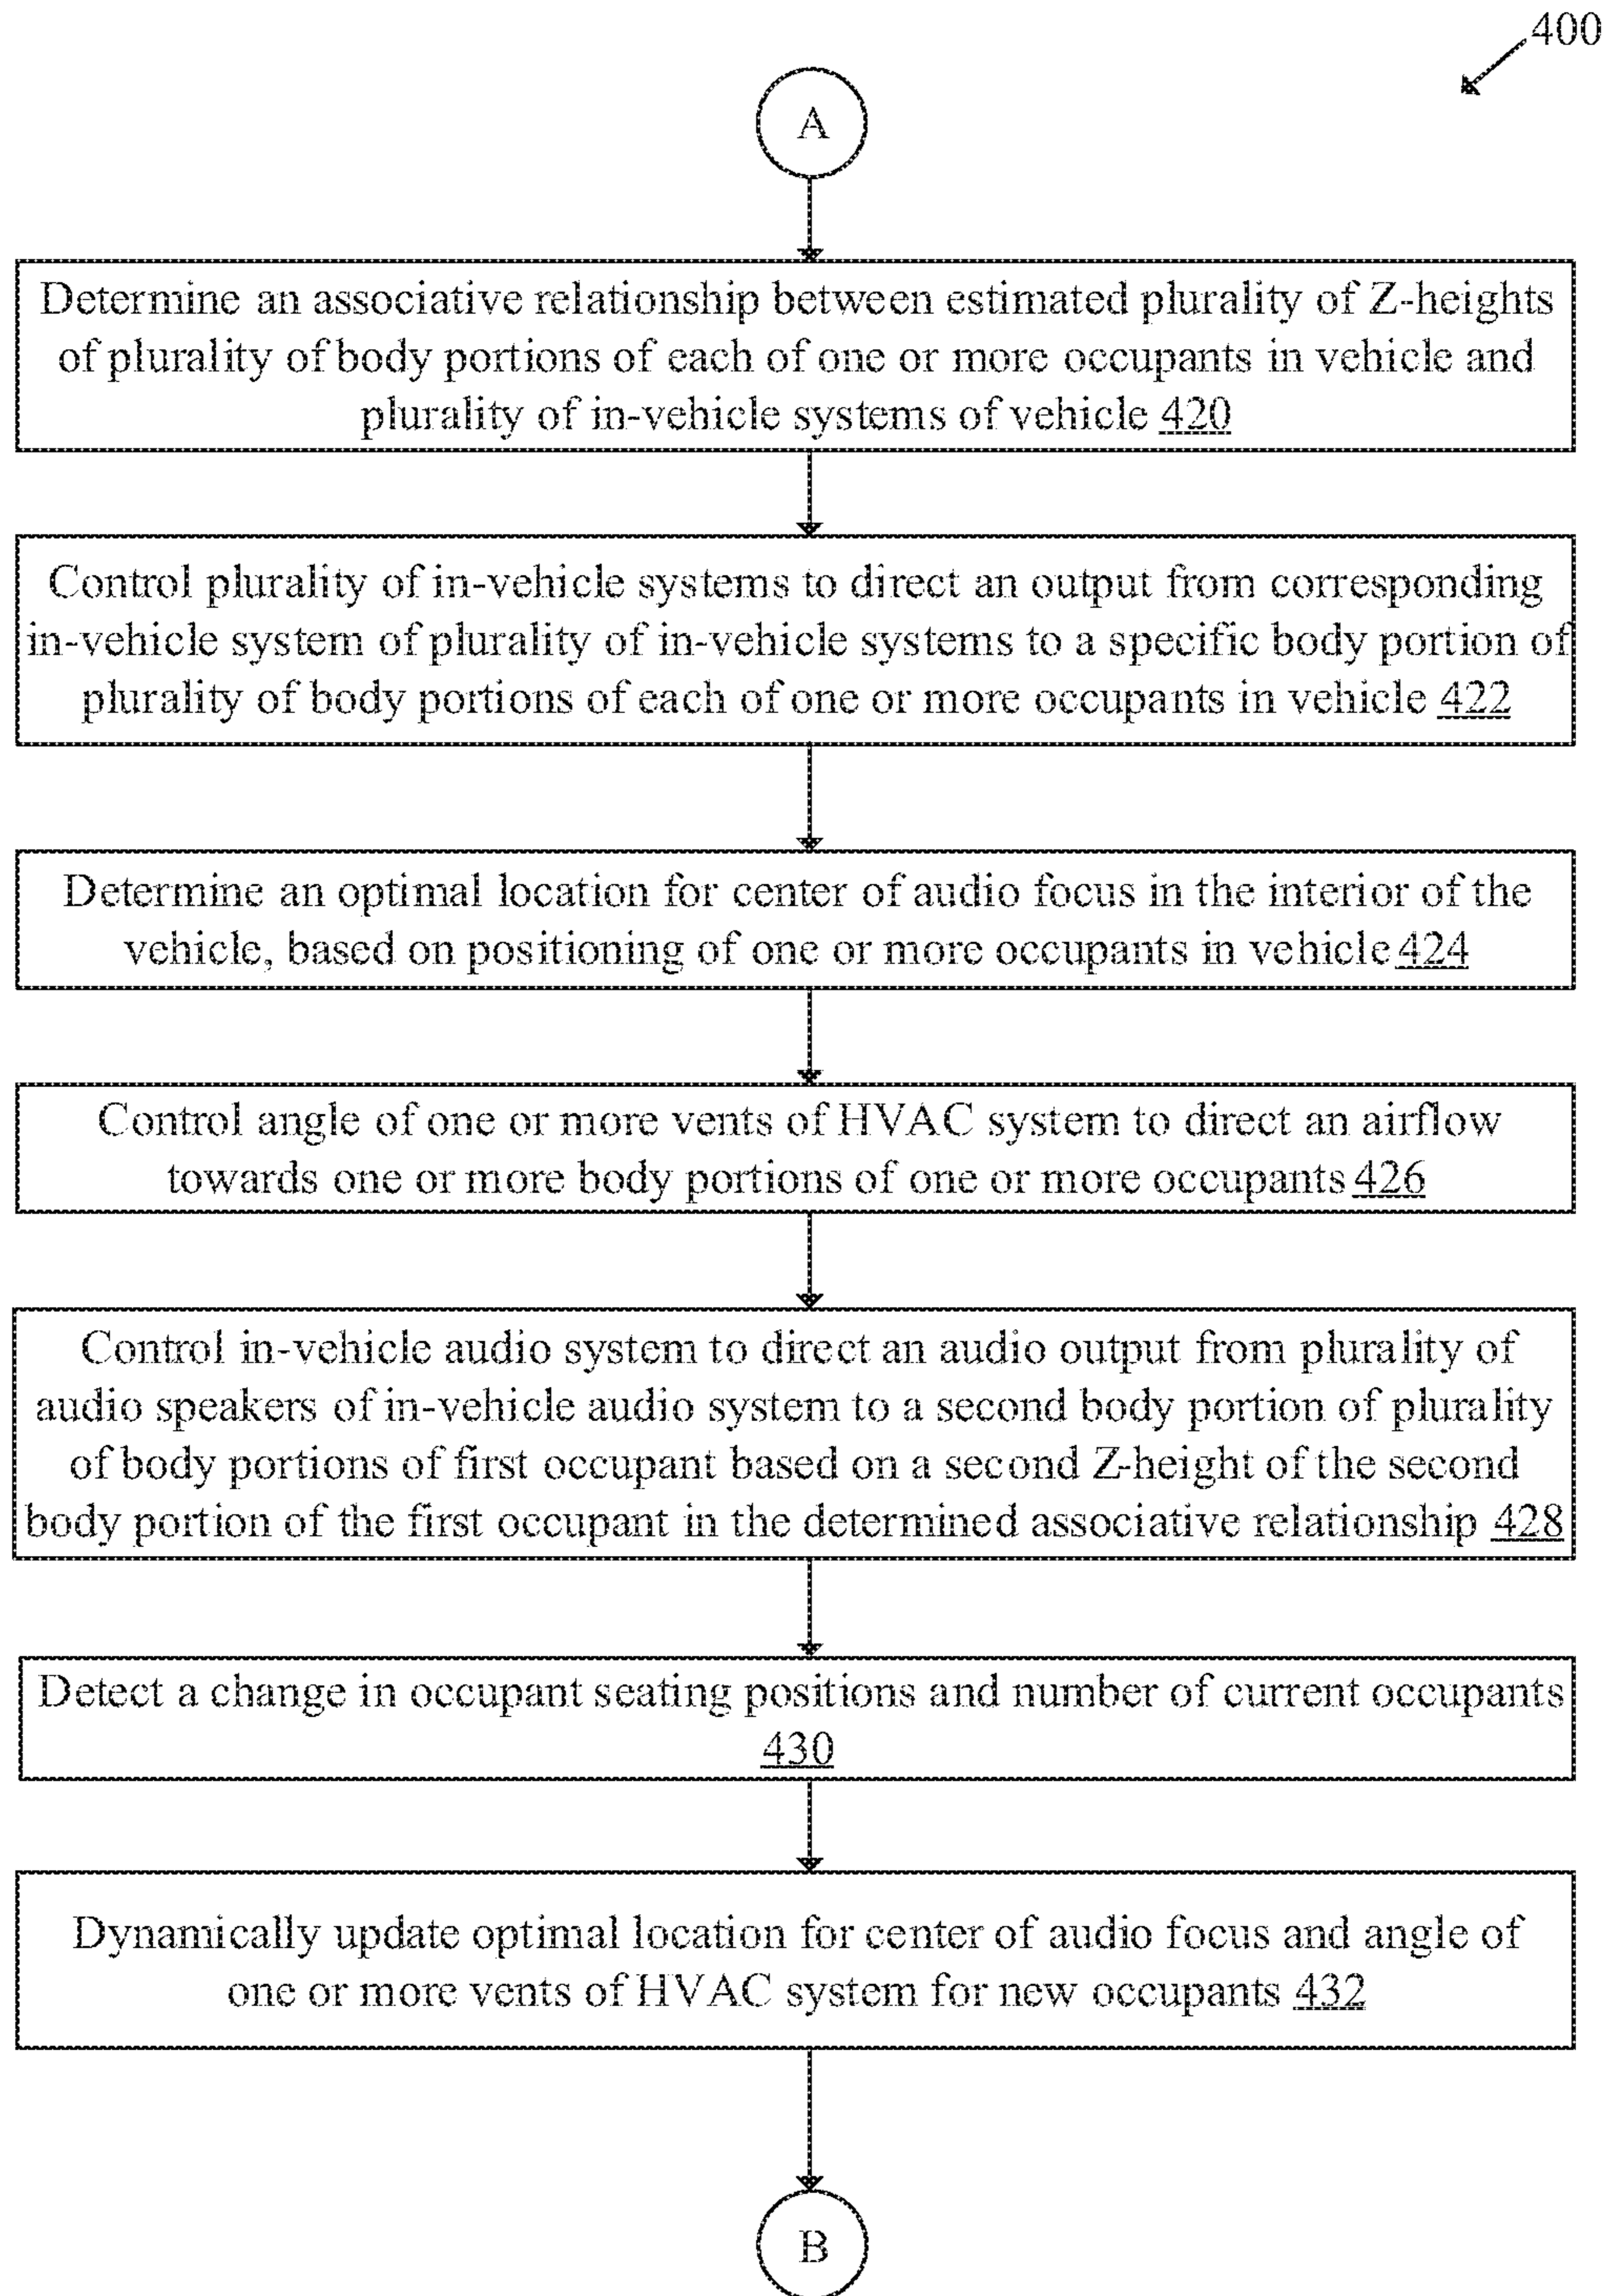 400
A
Determine an associative relationship between estimated plurality of Z-heights
of plurality of body portions of each of one or more occupants in vehicle and
plurality of in-vehicle systems of vehicle 420
Control plurality of in-vehicle systems to direct an output from corresponding
in-vehicle system of plurality of in-vehicle systems to a specific body portion of
plurality of body portions of each of one or more occupants in vehicle 422
Determine an optimal location for center of audio focus in the interior of the
vehicle, based on positioning of one or more occupants in vehicle 424
Control angle of one or more vents of HVAC system to direct an airflow
towards one or more body portions of one or more occupants 426
Control in-vehicle audio system to direct an audio output from plurality of
audio speakers of in-vehicle audio system to a second body portion of plurality
of body portions of first occupant based on a second Z-height of the second
body portion of the first occupant in the determined associative relationship 428
Detect a change in occupant seating positions and number of current occupants
430
Dynamically update optimal location for center of audio focus and angle of
one or more vents of HVAC system for new occupants 432
B